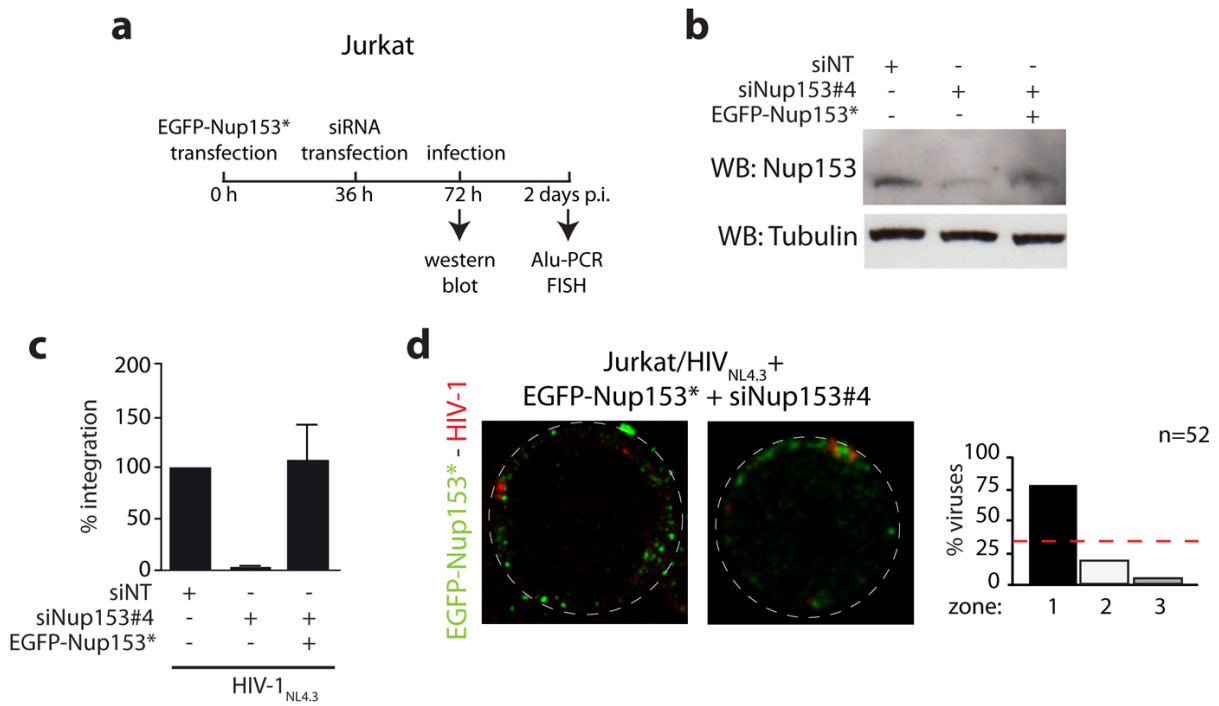 a
Jurkat
EGFP-Nup153* siRNA
transfection transfection infection
0 h 36 h 72 h 2 days p.i.
western Alu-PCR
blot FISH
b
siNT + - -
siNup153#4 - + +
EGFP-Nup153* - - +
WB: Nup153
WB: Tubulin
c
% integration
200
150
100
50
0
siNT + - -
siNup153#4 - + +
EGFP-Nup153* - - +
HIV-1NL4.3
d
Jurkat/HIVNL4.3+
EGFP-Nup153* + siNup153#4
EGFP-Nup153* - HIV-1
n=52
% viruses
100
75
50
25
0
zone: 1 2 3